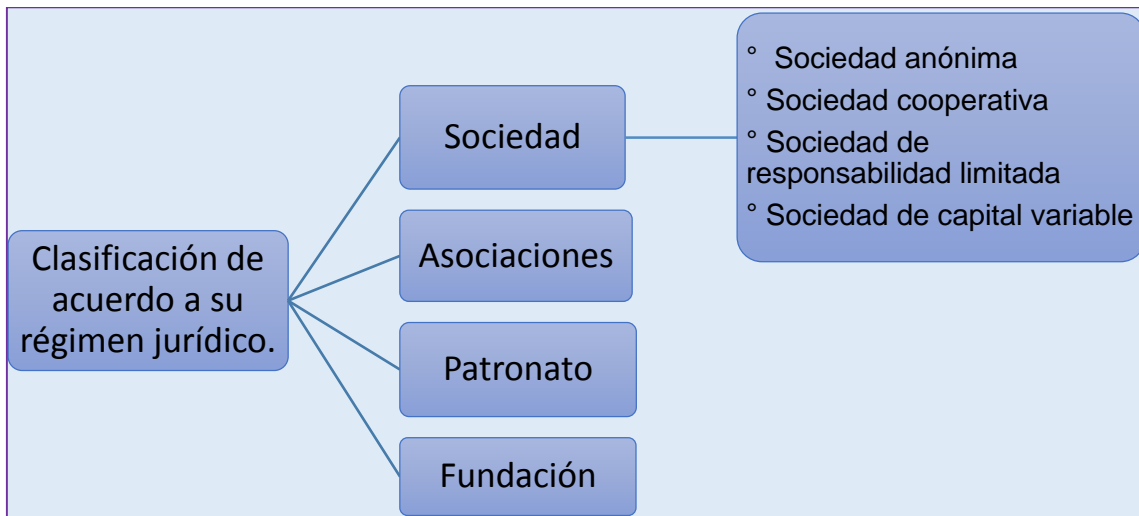 Clasificación de
acuerdo a su
régimen jurídico.
Sociedad
° Sociedad anónima
° Sociedad cooperativa
° Sociedad de
responsabilidad limitada
° Sociedad de capital variable
Asociaciones
Patronato
Fundación